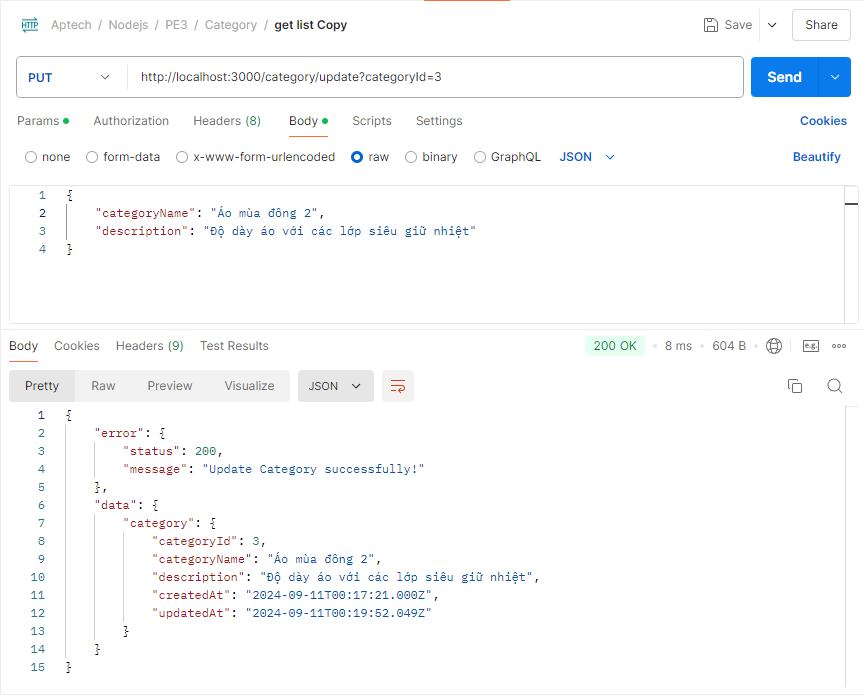 HTTP Aptech / Nodejs / PE3 / Category / get list Copy Save Share
PUT http://localhost:3000/category/update?categoryId=3 Send
Params Authorization Headers (8) Body Scripts Settings Cookies
none form-data x-www-form-urlencoded raw binary GraphQL JSON Beautify
1 {
2 "categoryName": "Áo mùa đông 2",
3 "description": "Độ dày áo với các lớp siêu giữ nhiệt"
4 }
Body Cookies Headers (9) Test Results 200 OK 8 ms 604 B e.g.
Pretty Raw Preview Visualize JSON
1 {
2 "error": {
3 "status": 200,
4 "message": "Update Category successfully!"
5 },
6 "data": {
7 "category": {
8 "categoryId": 3,
9 "categoryName": "Áo mùa đông 2",
10 "description": "Độ dày áo với các lớp siêu giữ nhiệt",
11 "createdAt": "2024-09-11T00:17:21.000Z",
12 "updatedAt": "2024-09-11T00:19:52.049Z"
13 }
14 }
15 }